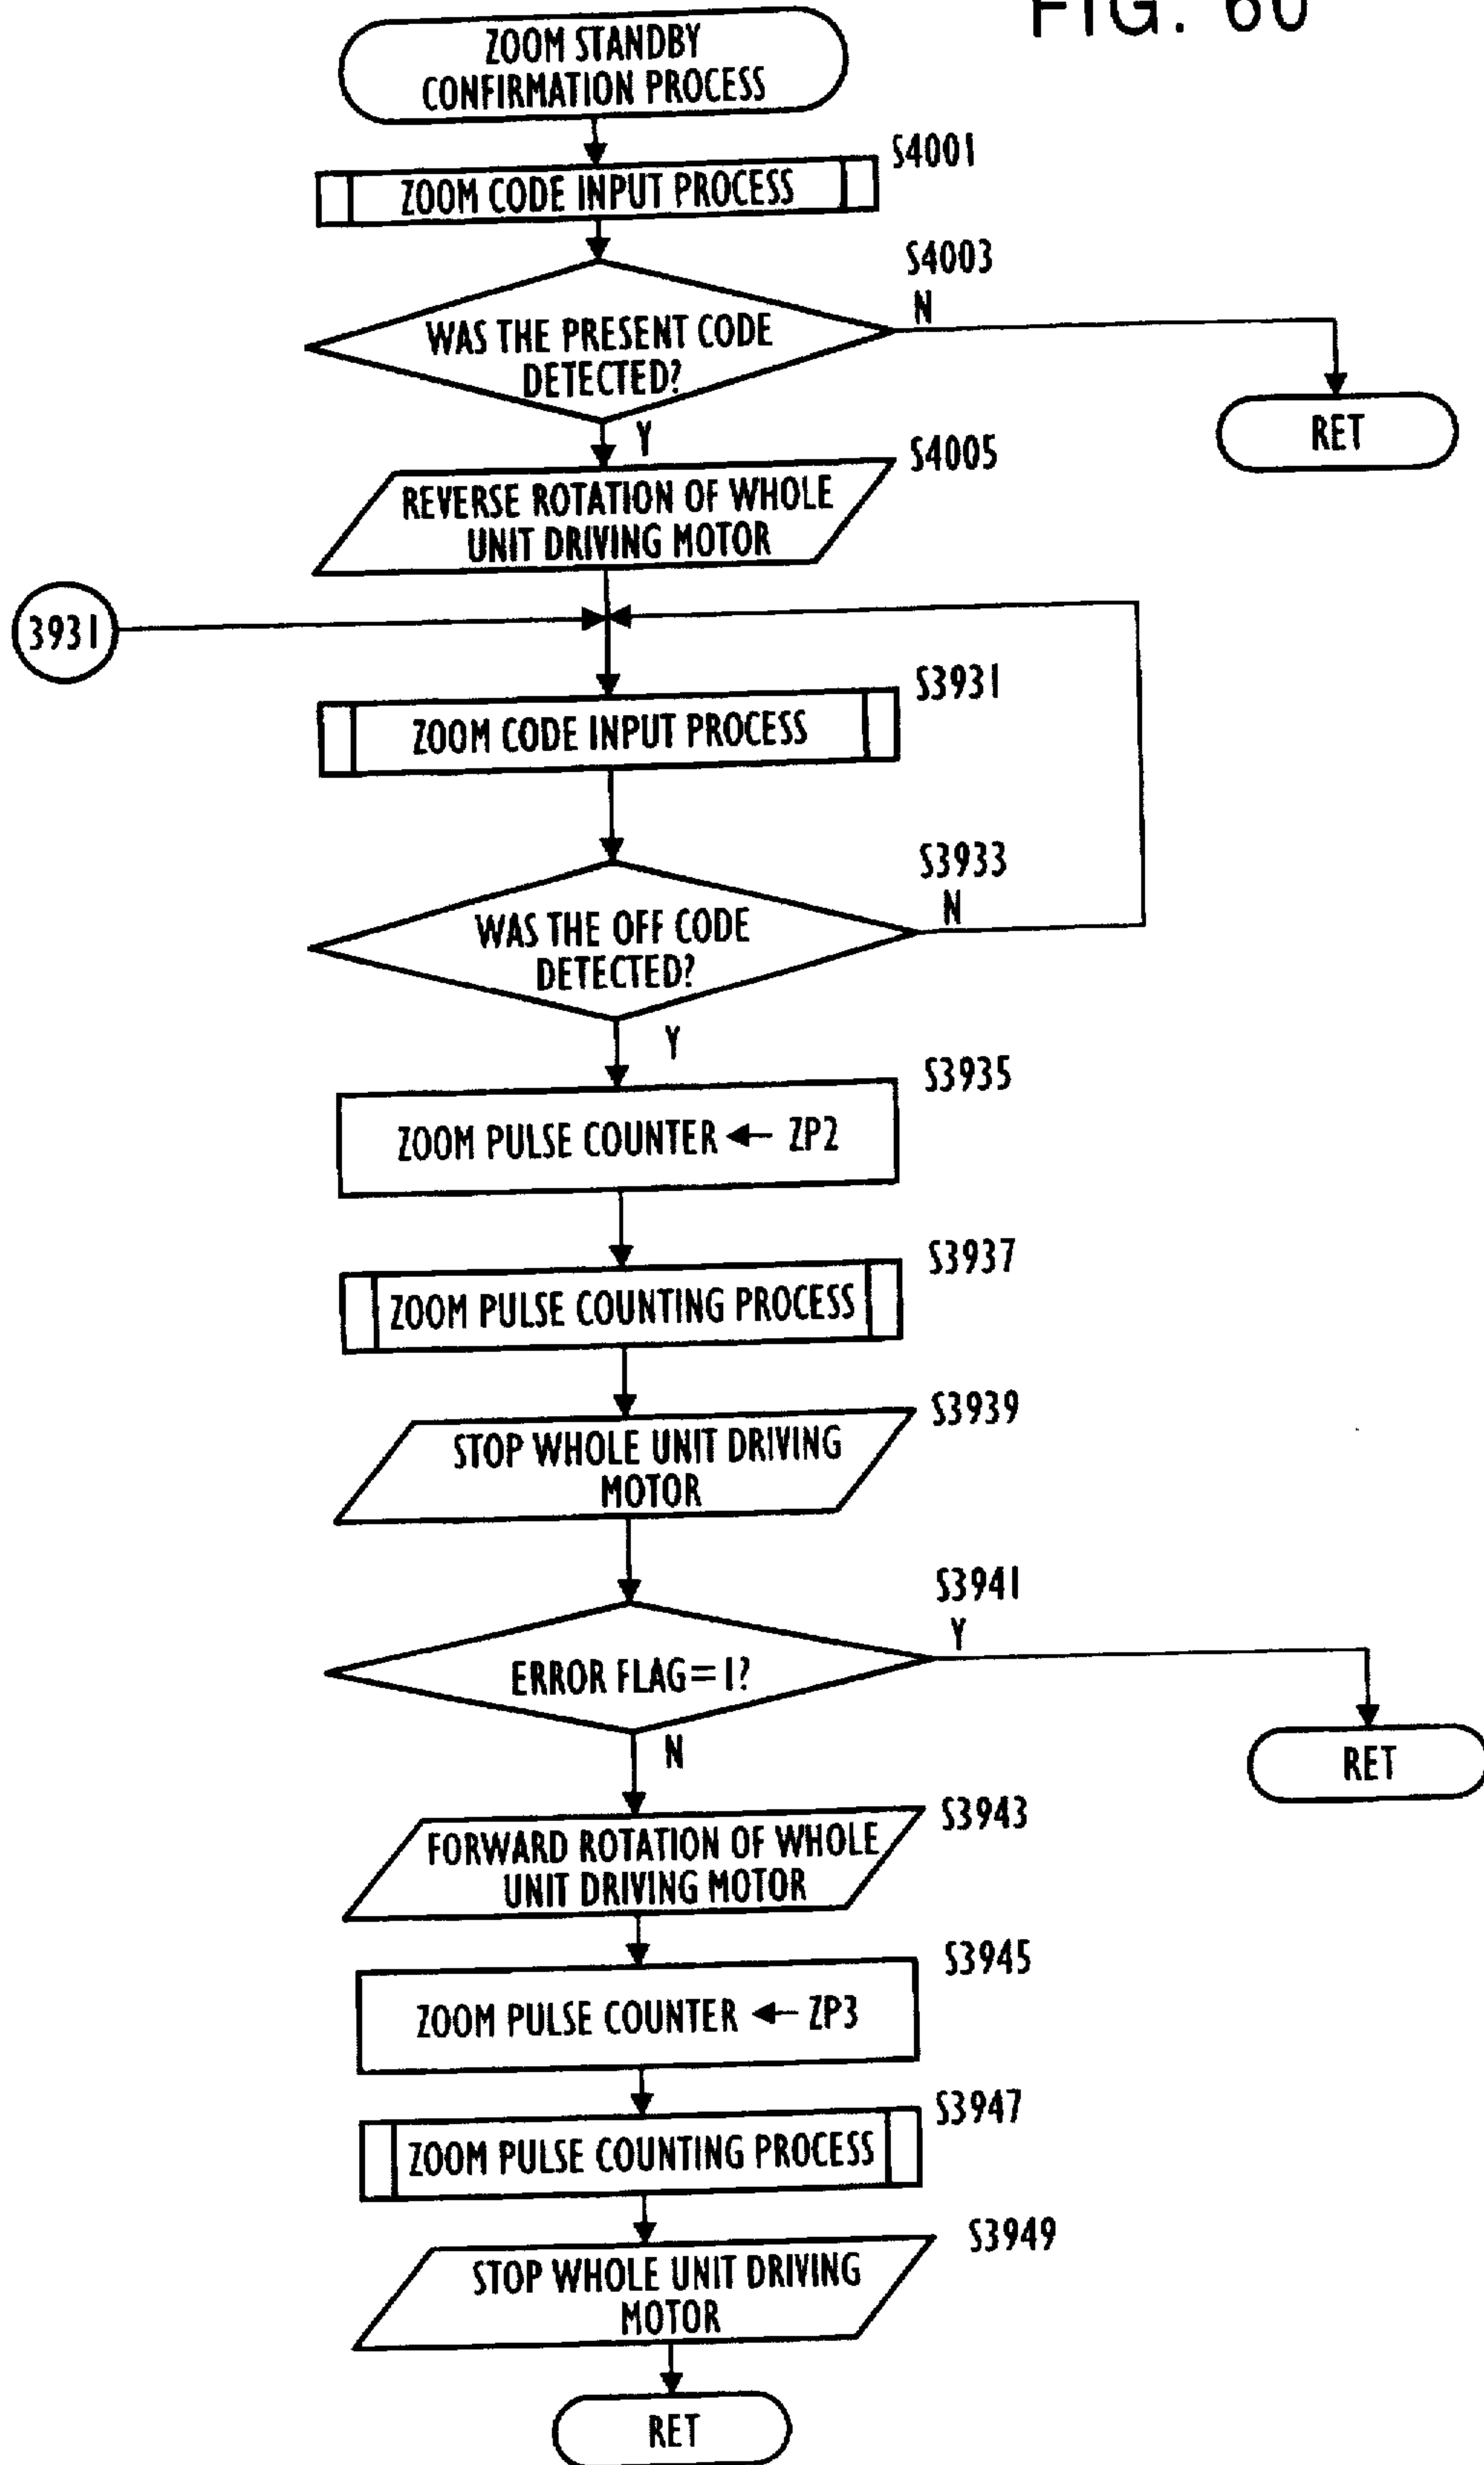 FIG. 60
ZOOM STANDBY
CONFIRMATION PROCESS
S4001
ZOOM CODE INPUT PROCESS
S4003
N
WAS THE PRESENT CODE
DETECTED?
RET
Y
S4005
REVERSE ROTATION OF WHOLE
UNIT DRIVING MOTOR
3931
S3931
ZOOM CODE INPUT PROCESS
S3933
N
WAS THE OFF CODE
DETECTED?
Y
S3935
ZOOM PULSE COUNTER ← ZP2
S3937
ZOOM PULSE COUNTING PROCESS
S3939
STOP WHOLE UNIT DRIVING
MOTOR
S3941
Y
ERROR FLAG=1?
RET
N
S3943
FORWARD ROTATION OF WHOLE
UNIT DRIVING MOTOR
S3945
ZOOM PULSE COUNTER ← ZP3
S3947
ZOOM PULSE COUNTING PROCESS
S3949
STOP WHOLE UNIT DRIVING
MOTOR
RET